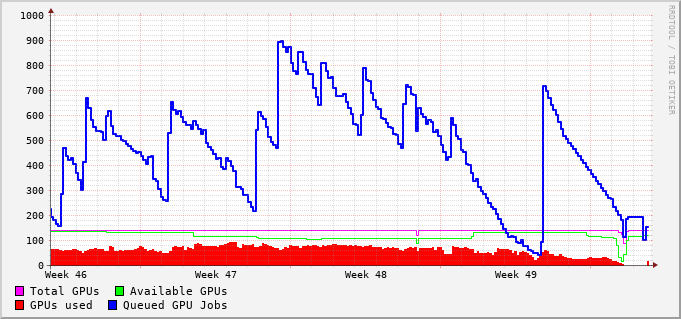 1000
900
800
700
600
500
400
300
200
100
0
Week 46 Week 47 Week 48 Week 49
Total GPUs Available GPUs
GPUs used Queued GPU Jobs
RRDTOOL / TOBI OETIKER